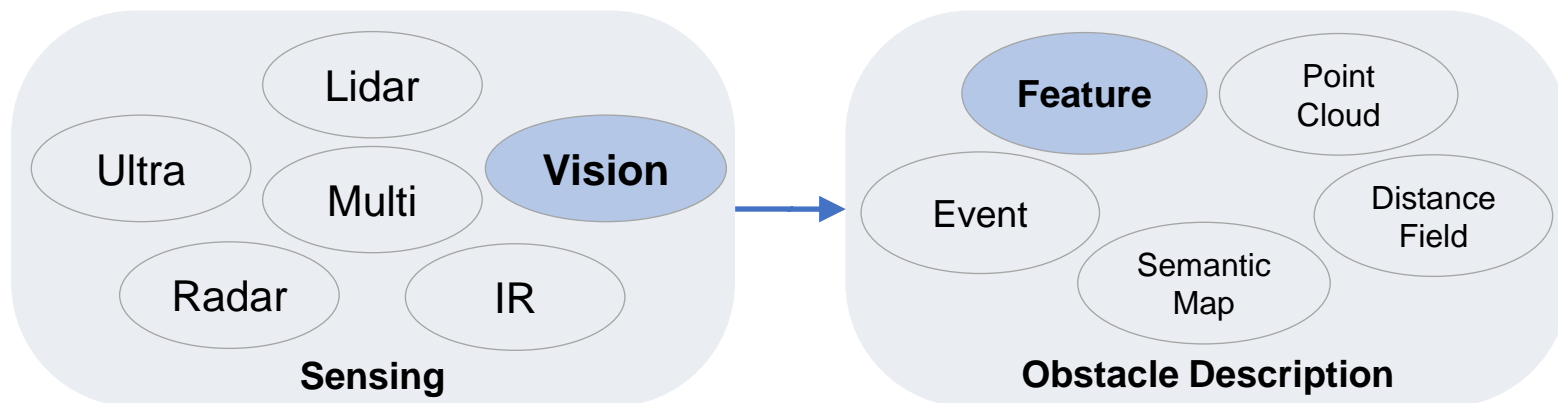 Lidar
Ultra
Vision
Multi
Radar
IR
Sensing
Feature
Point
Cloud
Event
Distance
Field
Semantic
Map
Obstacle Description